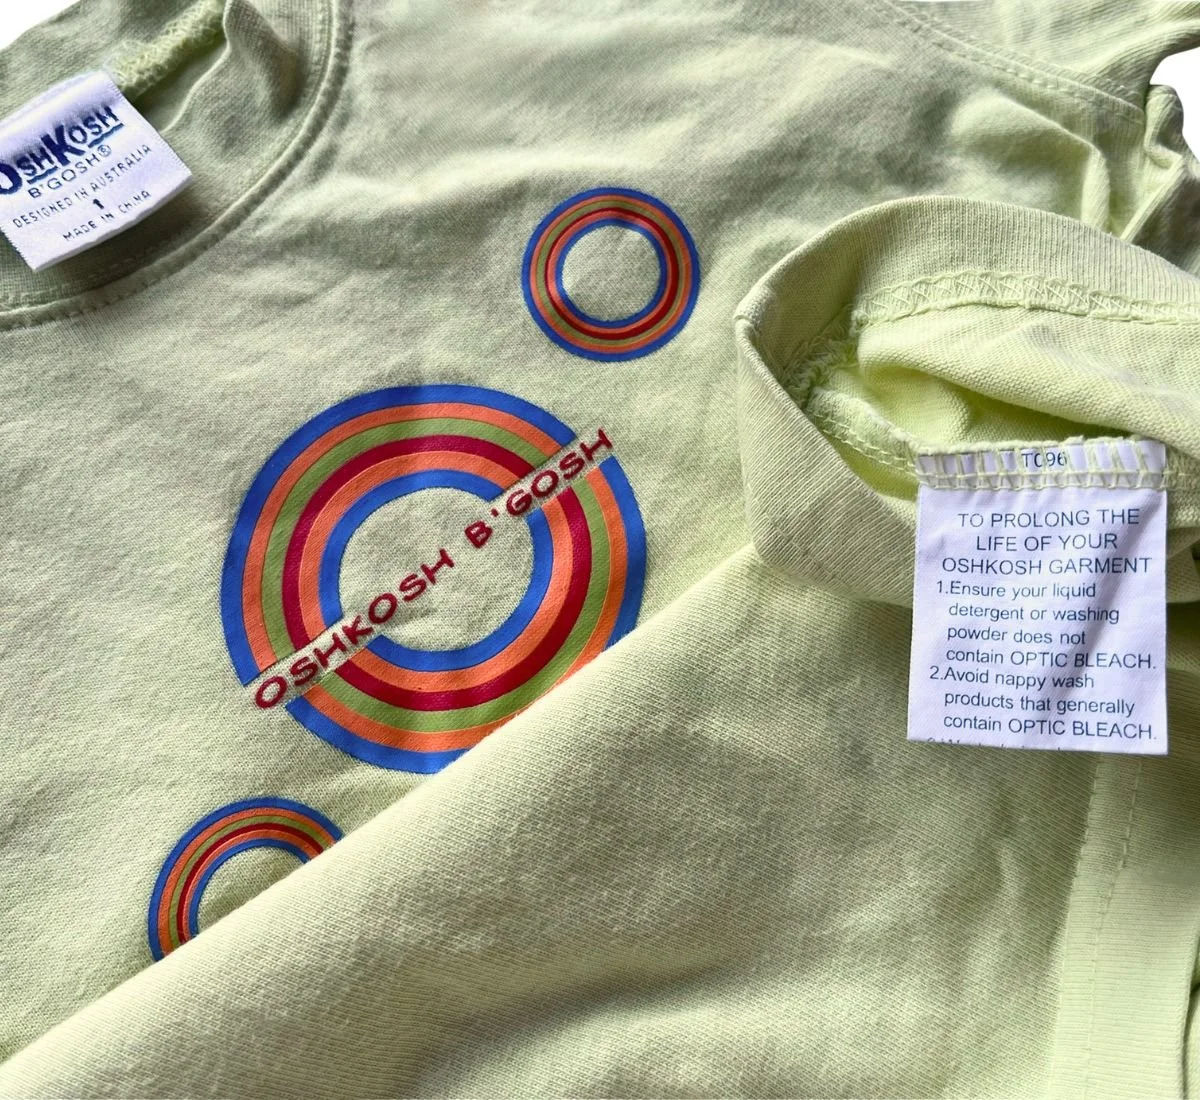 OSHKOSH
B'GOSH®
DESIGNED IN AUSTRALIA
1
MADE IN CHINA
OSHKOSH B'GOSH
TC96
TO PROLONG THE
LIFE OF YOUR
OSHKOSH GARMENT
1.Ensure your liquid
detergent or washing
powder does not
contain OPTIC BLEACH.
2.Avoid nappy wash
products that generally
contain OPTIC BLEACH.